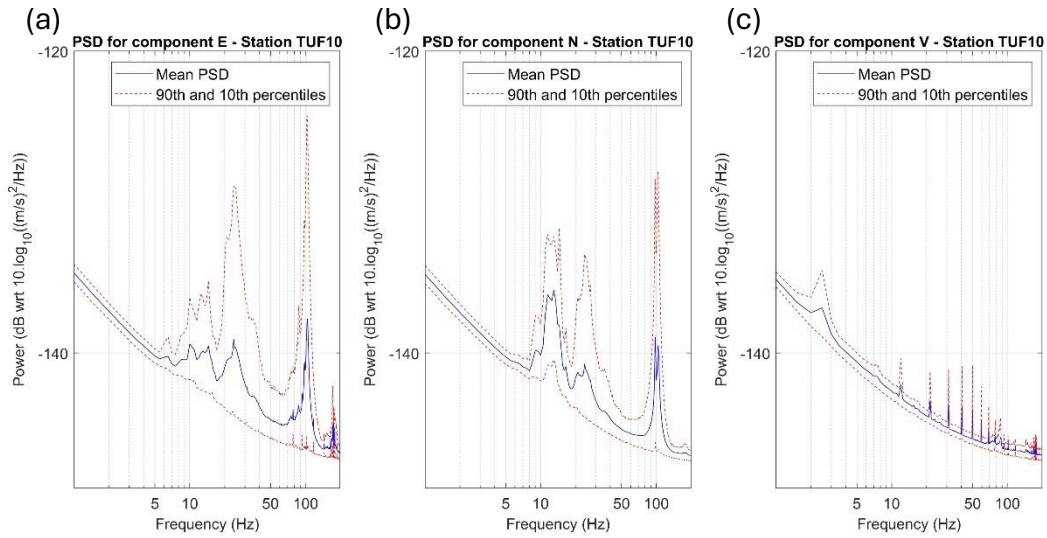 (a)
PSD for component E - Station TUF10
-120
Mean PSD
90th and 10th percentiles
-140
Power (dB wrt 10.log10((m/s)^2/Hz))
5 10 50 100
Frequency (Hz)
(b)
PSD for component N - Station TUF10
-120
Mean PSD
90th and 10th percentiles
-140
Power (dB wrt 10.log10((m/s)^2/Hz))
5 10 50 100
Frequency (Hz)
(c)
PSD for component V - Station TUF10
-120
Mean PSD
90th and 10th percentiles
-140
Power (dB wrt 10.log10((m/s)^2/Hz))
5 10 50 100
Frequency (Hz)